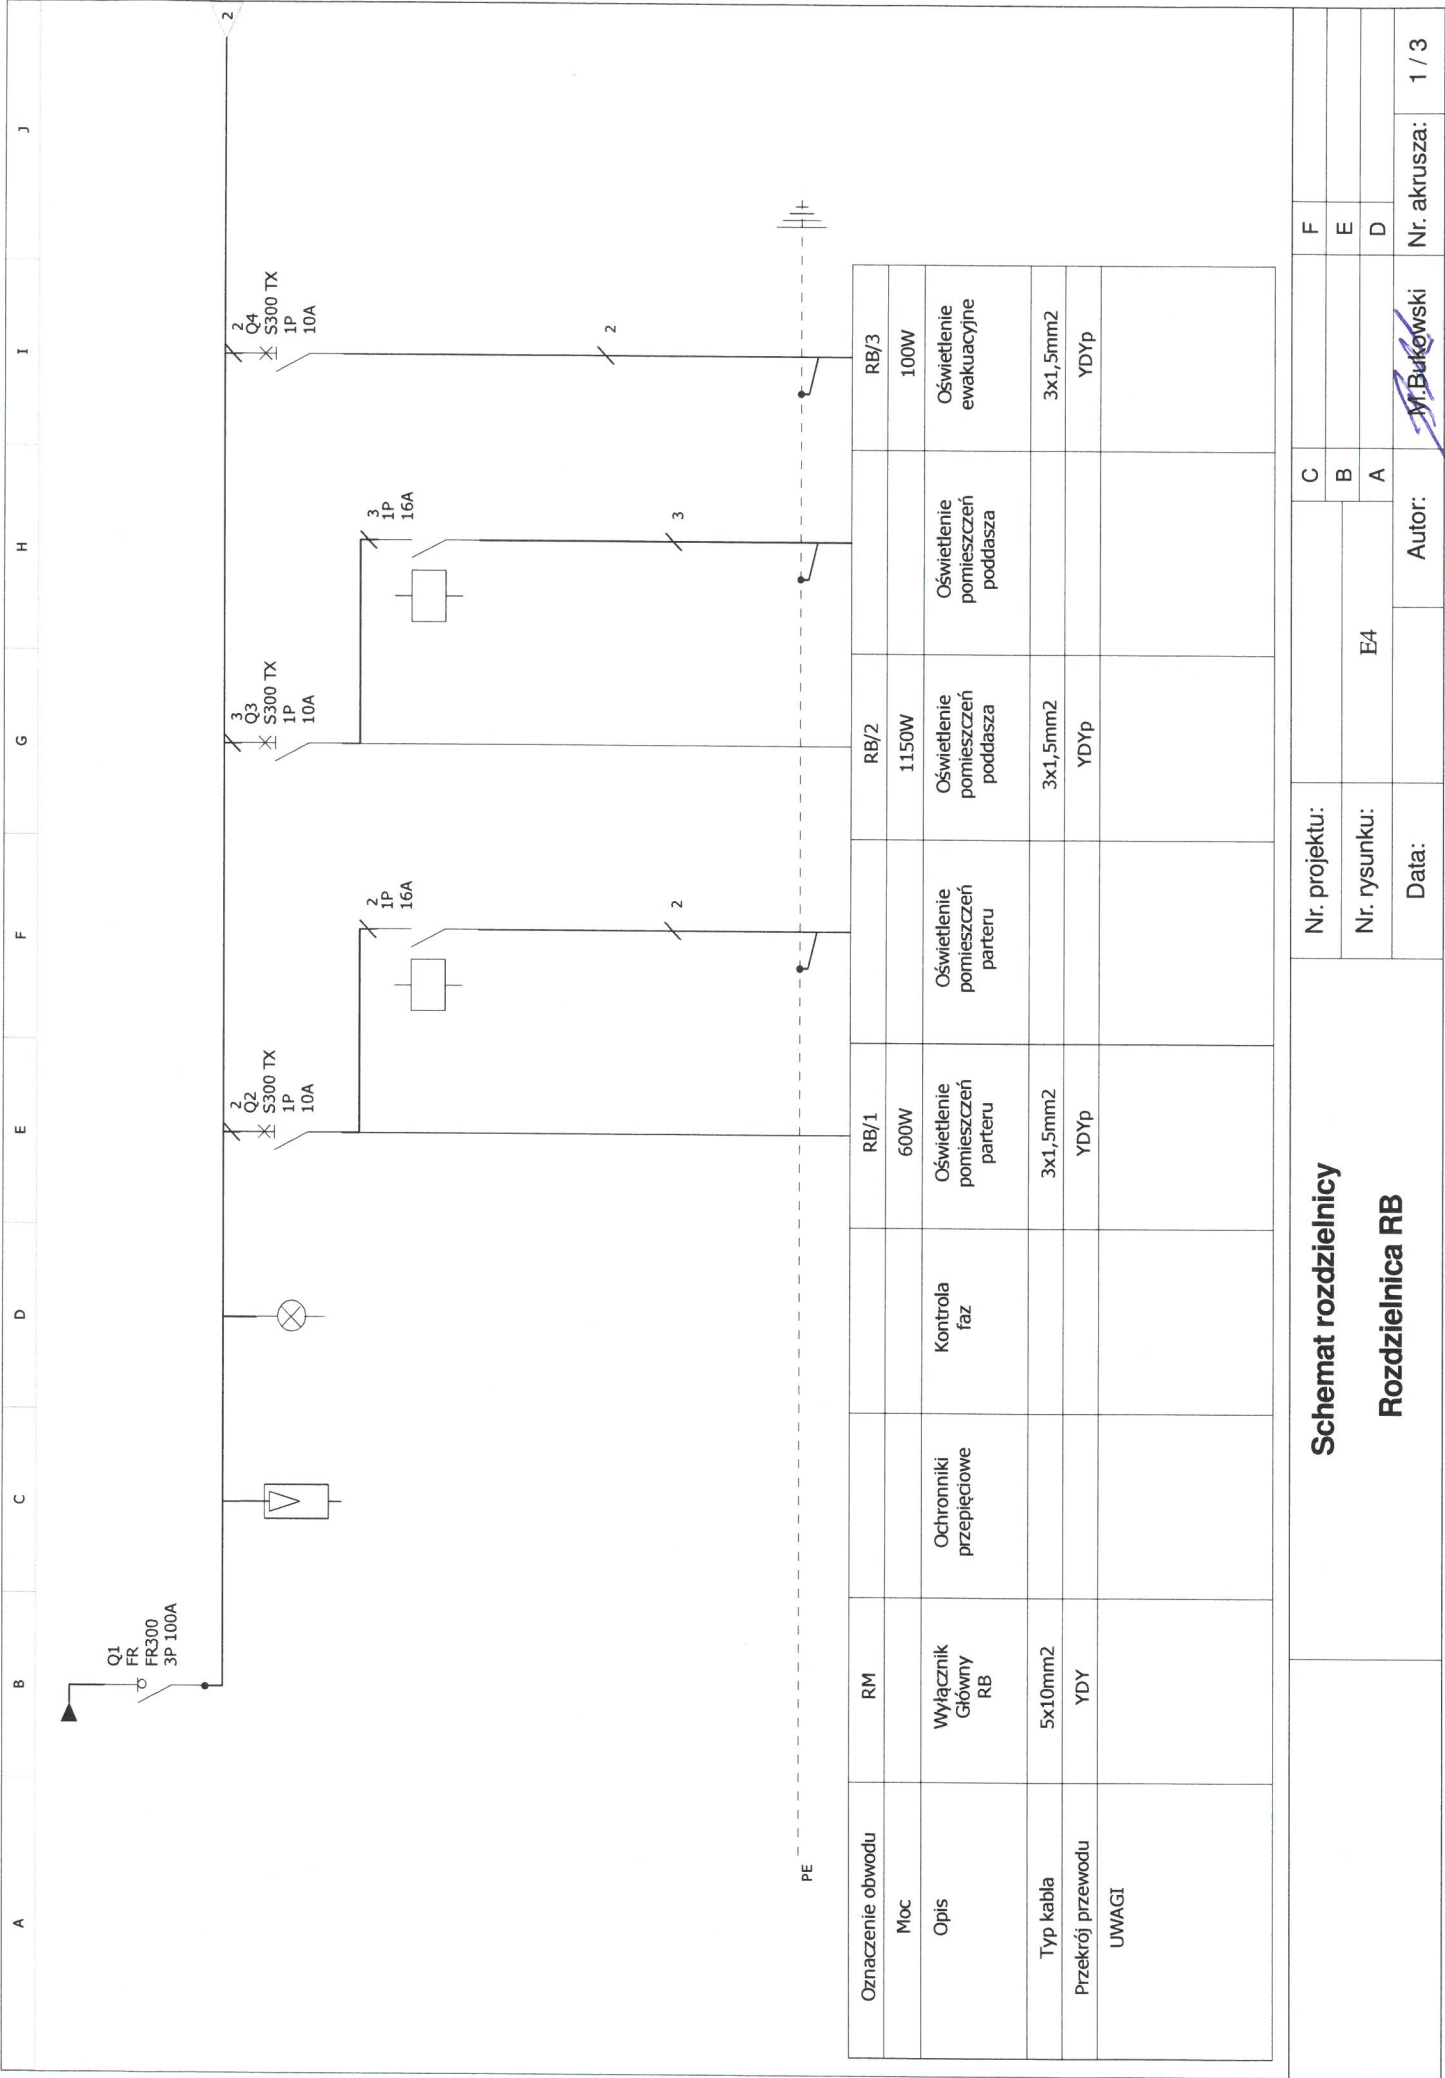 A B C D E F G H I J
2
Q1
FR
FR300
3P 100A
2
Q2
S300 TX
1P
10A
2
1P
16A
2
3
Q3
S300 TX
1P
10A
3
1P
16A
3
2
Q4
S300 TX
1P
10A
2
PE
Oznaczenie obwodu RM RB/1 RB/2 RB/3
Moc 600W 1150W 100W
Opis
Wyłącznik
Główny
RB
Ochronniki
przepięciowe
Kontrola
faz
Oświetlenie
pomieszczeń
parteru
Oświetlenie
pomieszczeń
parteru
Oświetlenie
pomieszczeń
poddasza
Oświetlenie
pomieszczeń
poddasza
Oświetlenie
ewakuacyjne
Typ kabla 5x10mm2 3x1,5mm2 3x1,5mm2 3x1,5mm2
Przekrój przewodu YDY YDYp YDYp YDYp
UWAGI
Schemat rozdzielnicy
Rozdzielnica RB
Nr. projektu: C F
Nr. rysunku: E4 B E
A D
Data: Autor: M.Bukowski Nr. akrusza: 1 / 3